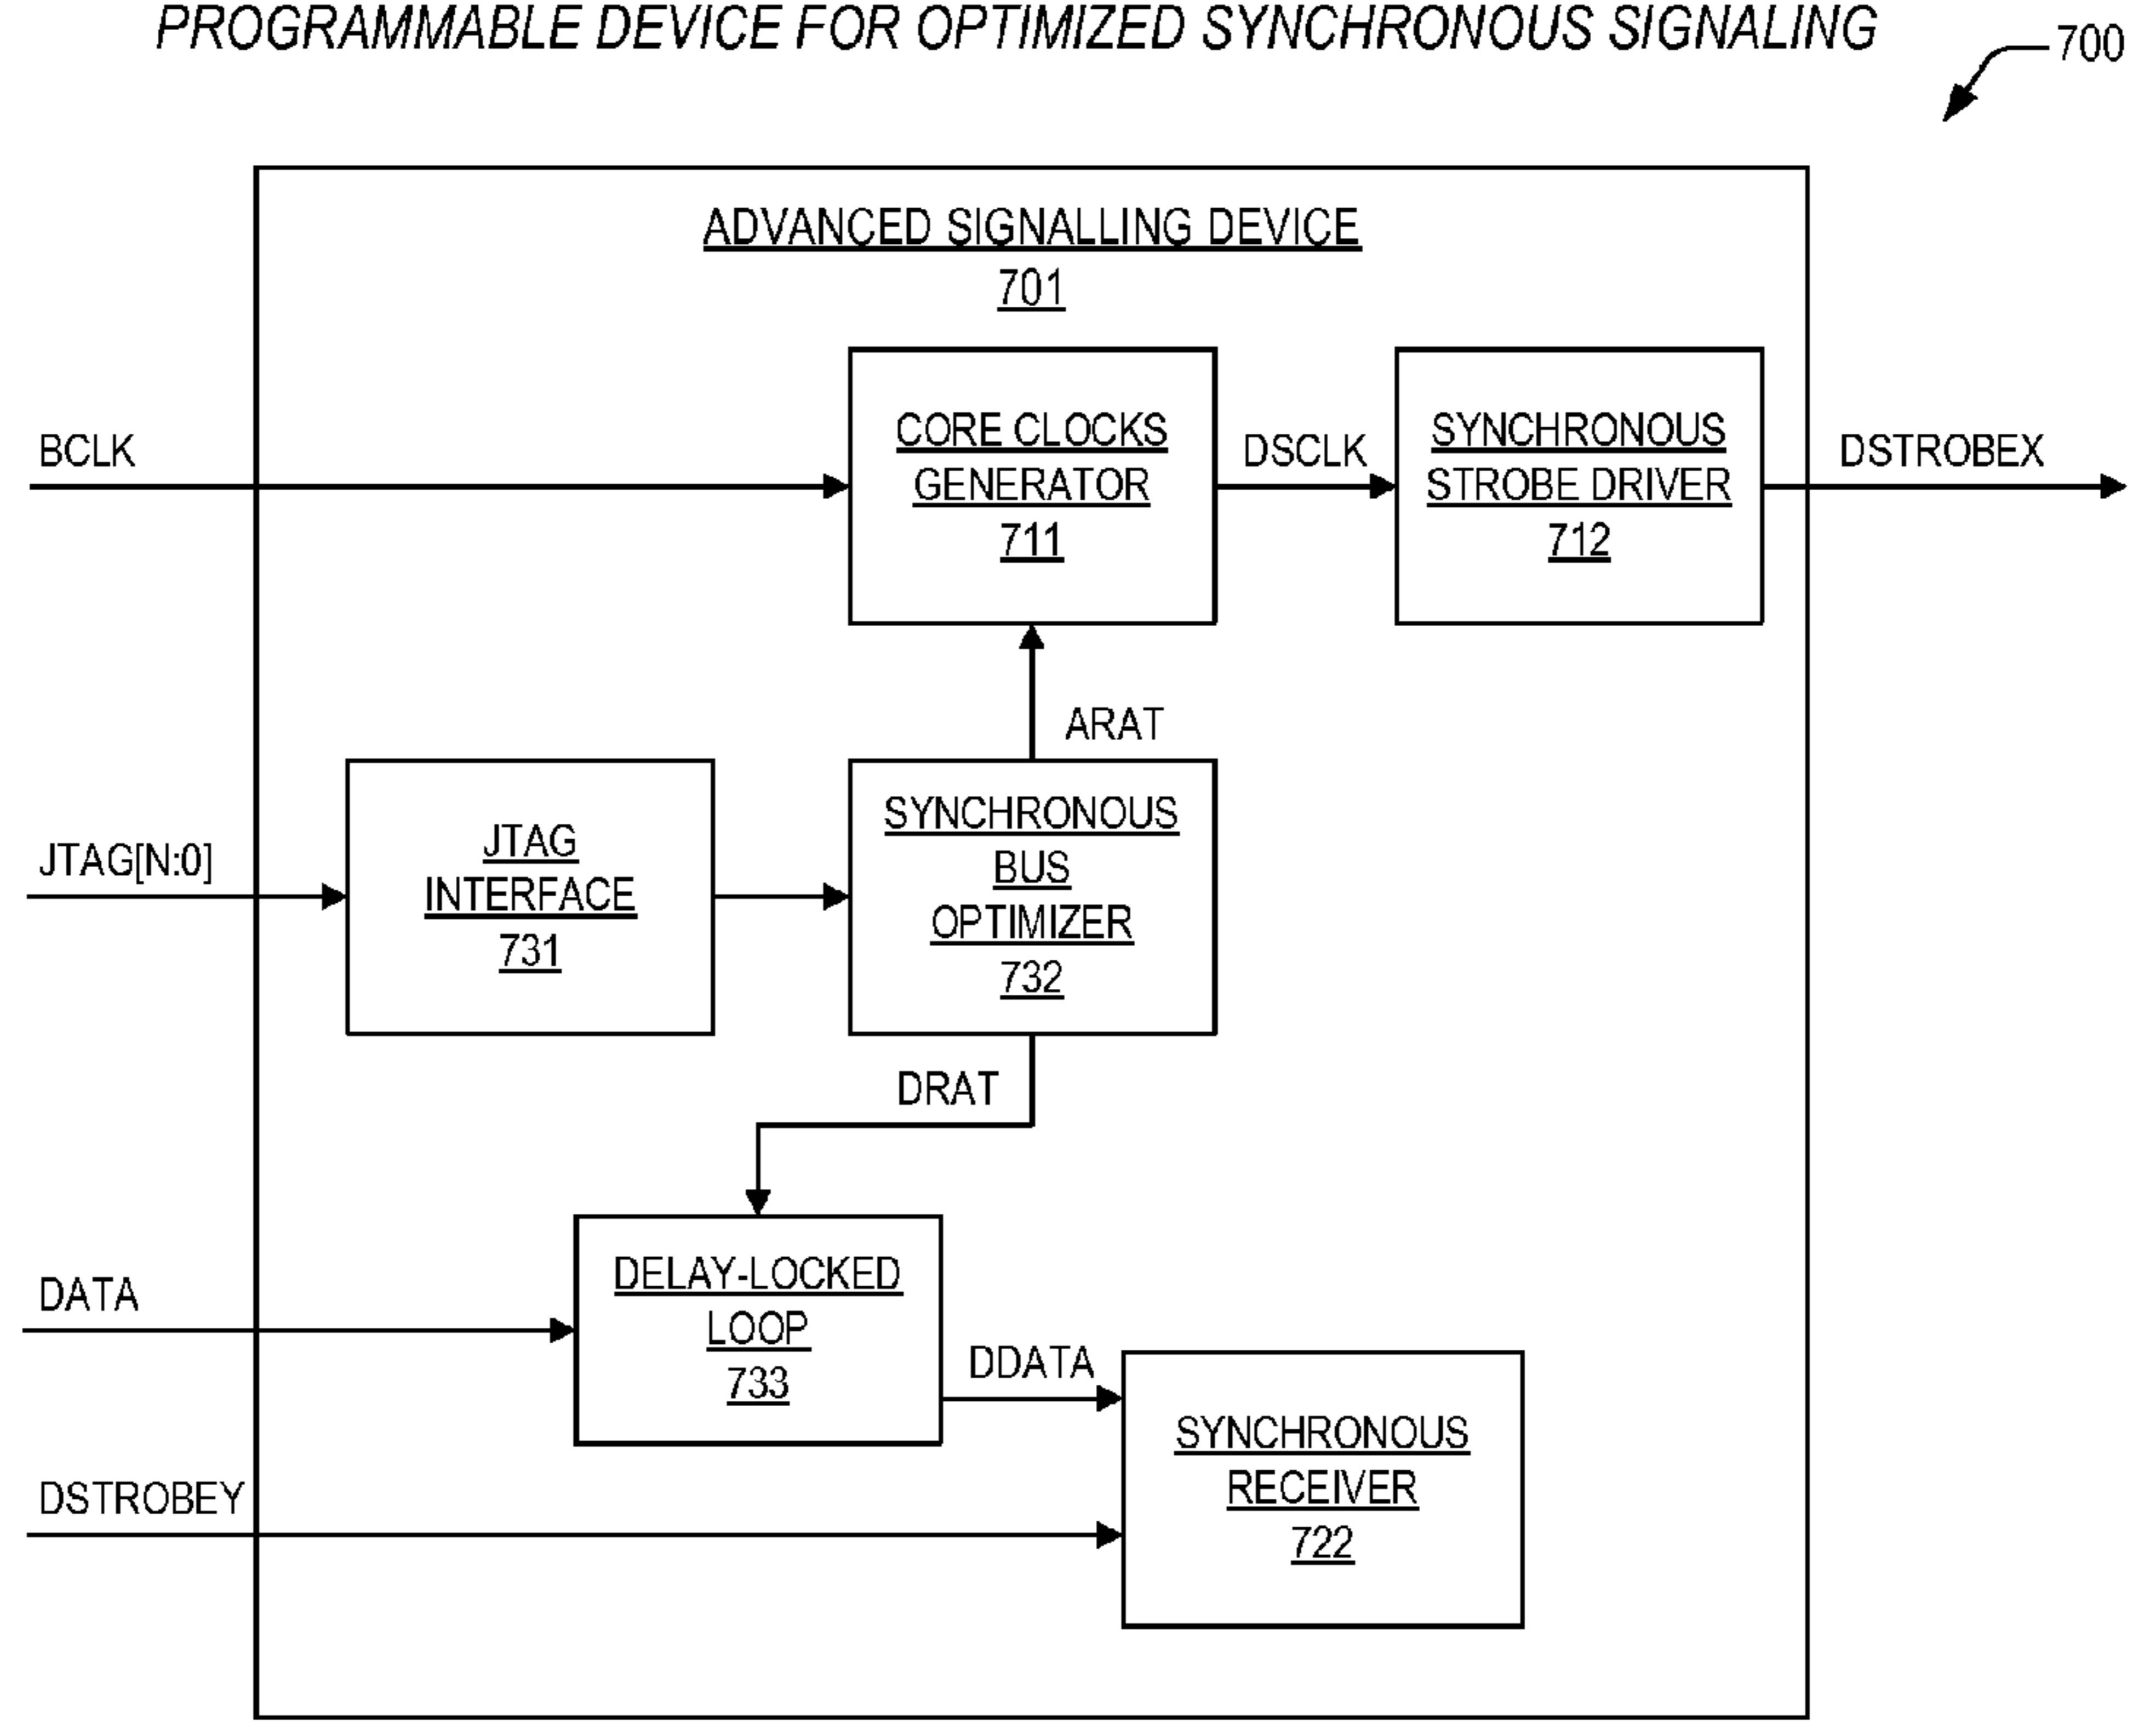 PROGRAMMABLE DEVICE FOR OPTIMIZED SYNCHRONOUS SIGNALING
700
ADVANCED SIGNALLING DEVICE
701
BCLK
CORE CLOCKS
GENERATOR
711
DSCLK
SYNCHRONOUS
STROBE DRIVER
712
DSTROBEX
ARAT
JTAG[N:0]
JTAG
INTERFACE
731
SYNCHRONOUS
BUS
OPTIMIZER
732
DRAT
DATA
DELAY-LOCKED
LOOP
733
DDATA
DSTROBEY
SYNCHRONOUS
RECEIVER
722